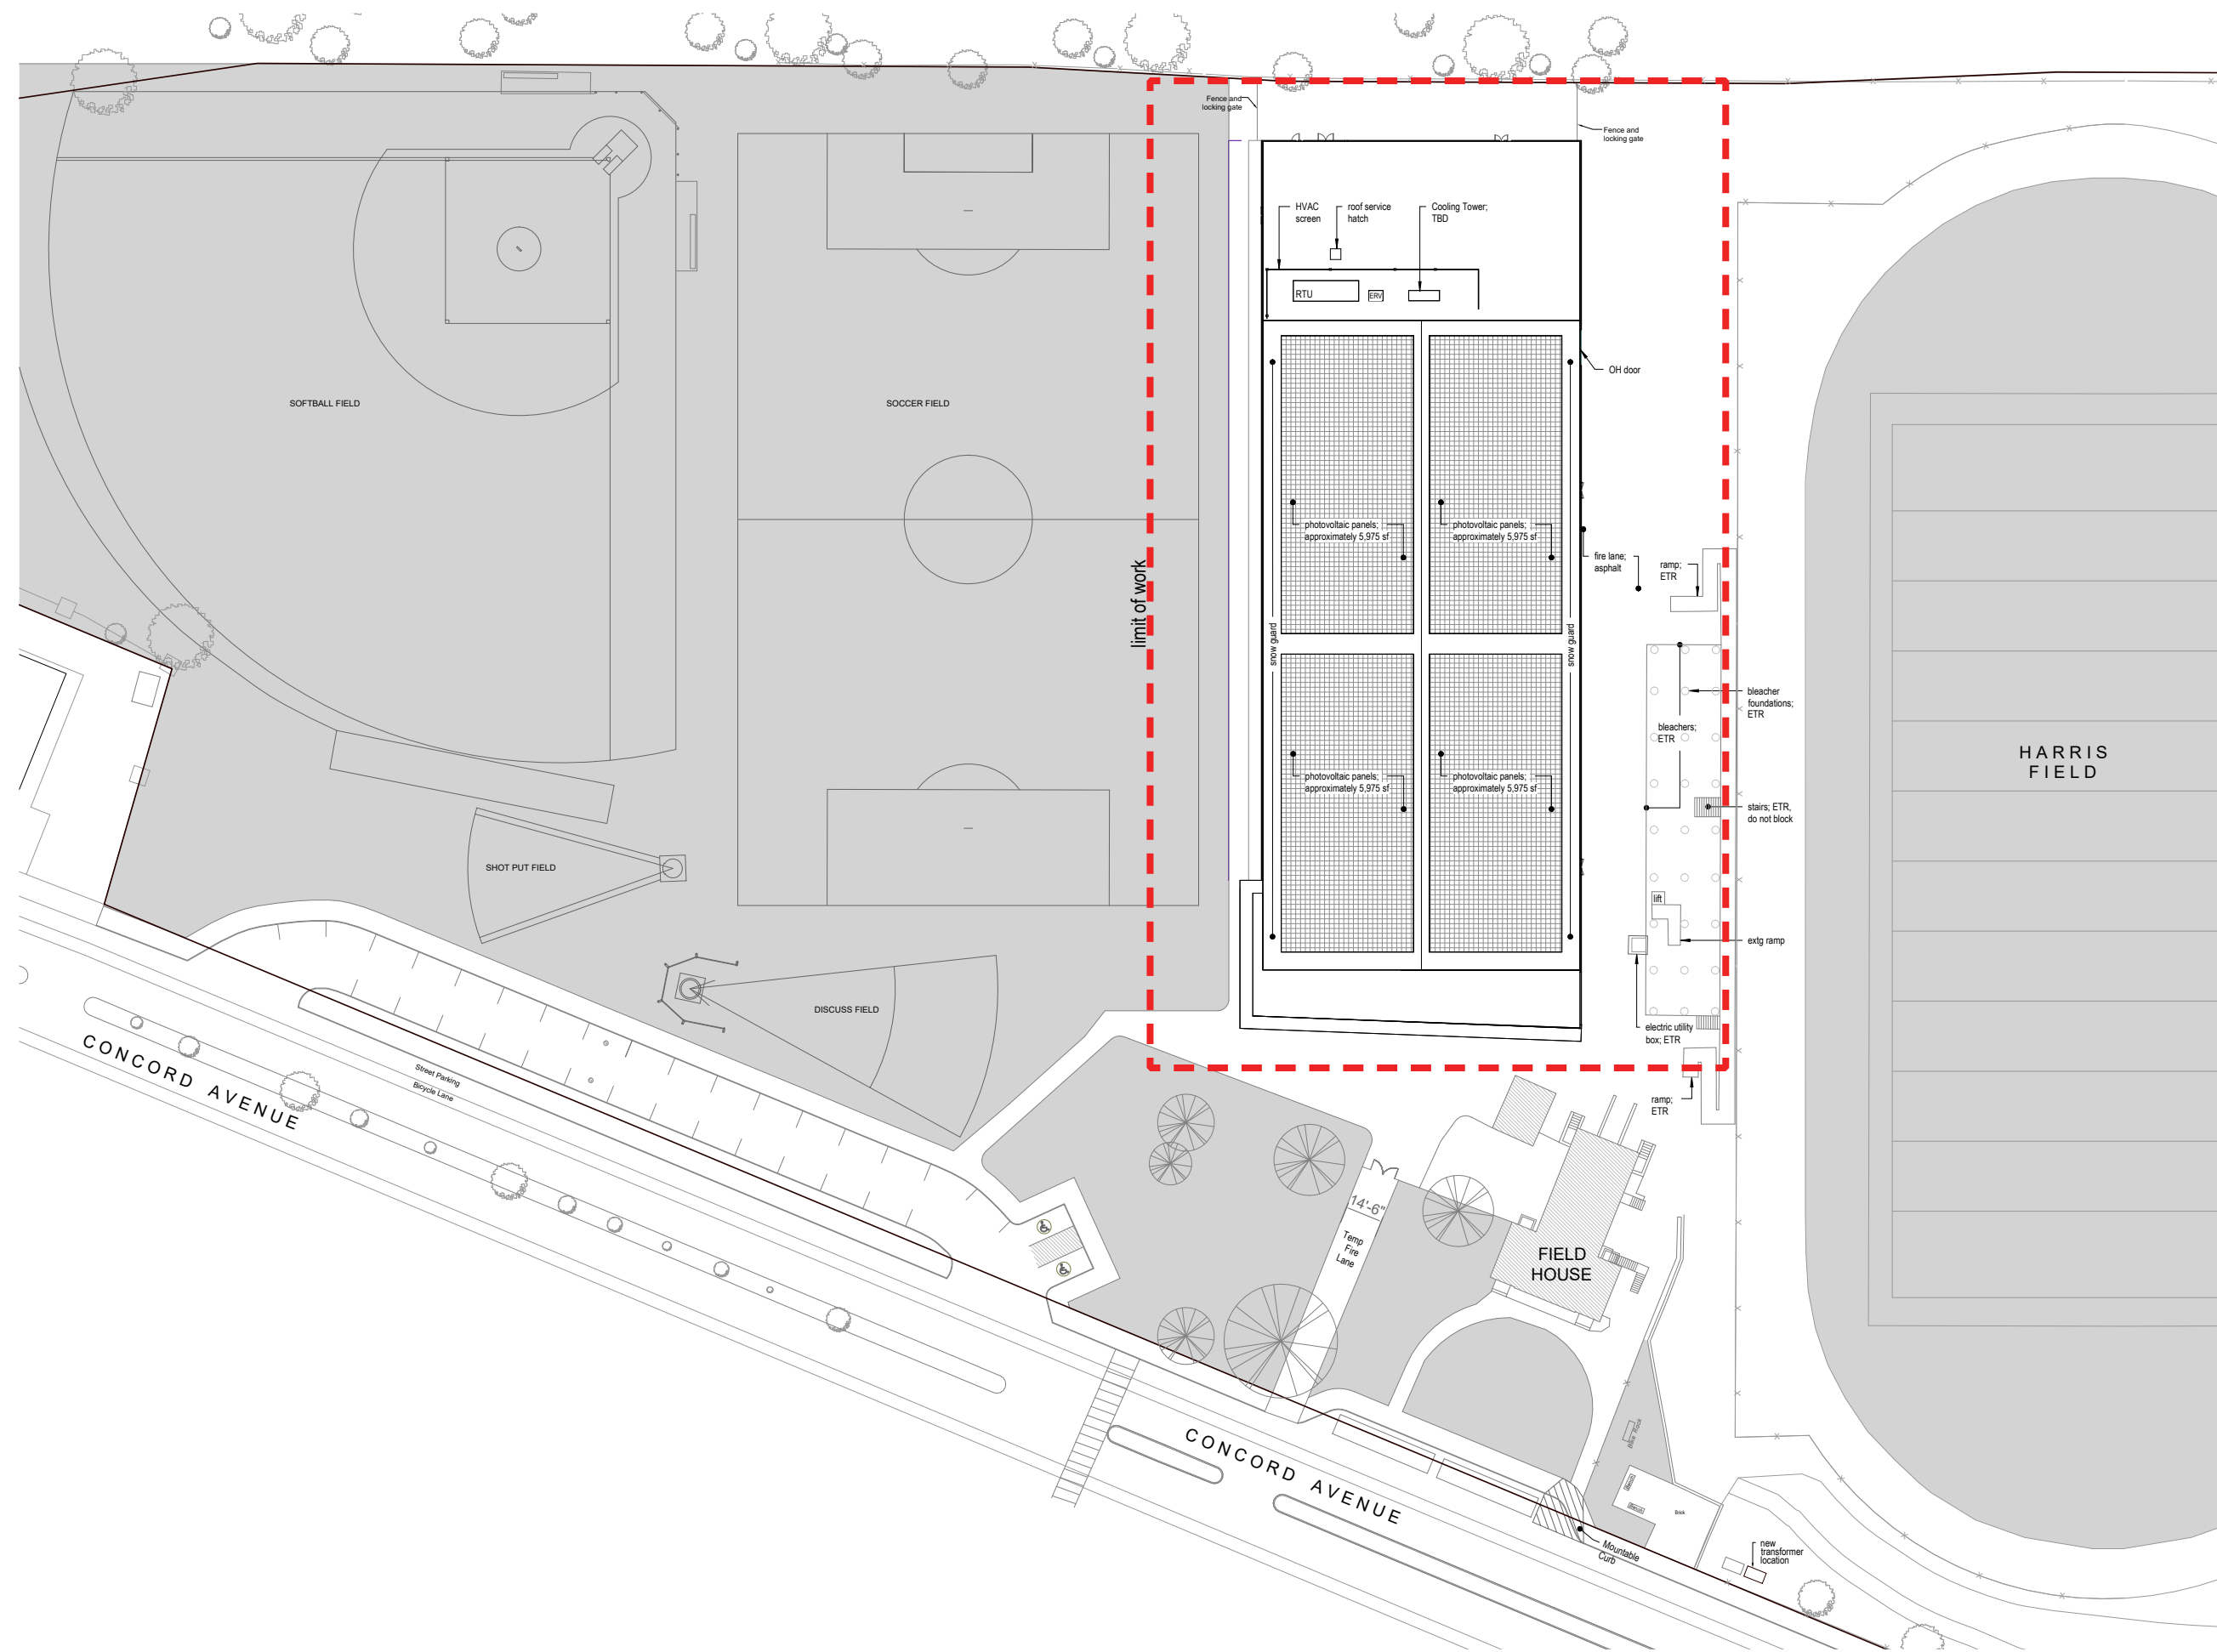 Fence and
locking gate
Fence and
locking gate
HVAC
screen
roof service
hatch
Cooling Tower;
TBD
RTU
ERV
OH door
SOFTBALL FIELD
SOCCER FIELD
limit of work
photovoltaic panels;
approximately 5,975 sf
photovoltaic panels;
approximately 5,975 sf
fire lane;
asphalt
ramp;
ETR
snow guard
snow guard
bleacher
foundations;
ETR
bleachers;
ETR
HARRIS
FIELD
photovoltaic panels;
approximately 5,975 sf
photovoltaic panels;
approximately 5,975 sf
stairs; ETR,
do not block
SHOT PUT FIELD
lift
extg ramp
DISCUSS FIELD
electric utility
box; ETR
CONCORD AVENUE
Street Parking
Bicycle Lane
ramp;
ETR
14'-6"
Temp
Fire
Lane
FIELD
HOUSE
CONCORD AVENUE
Bike Rack
Bench
Bench
Brick
Mountable
Curb
new
transformer
location